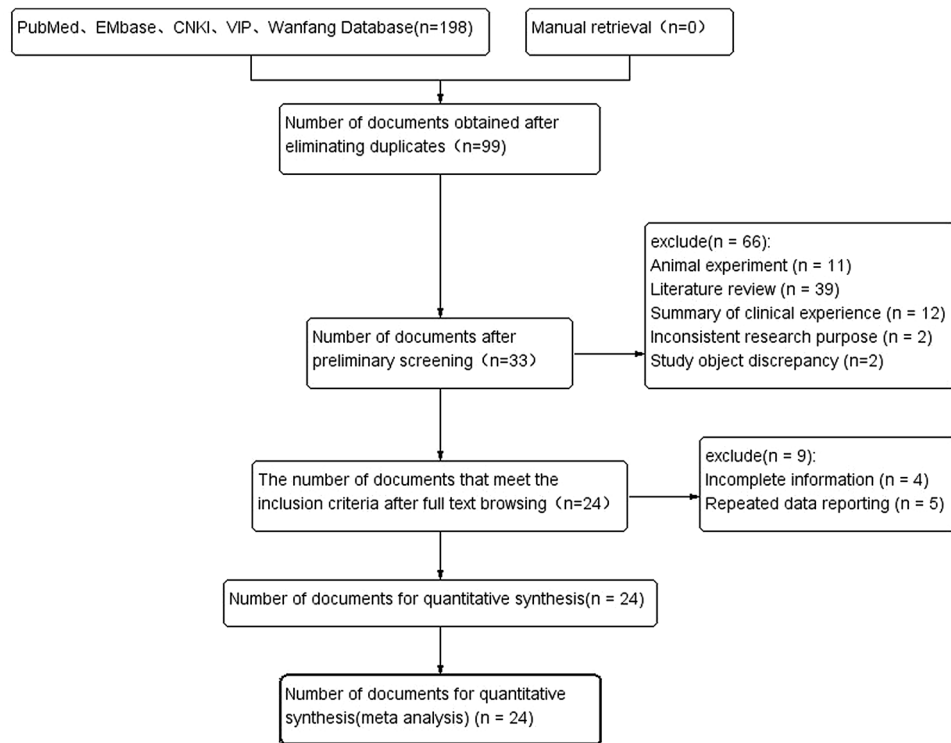 PubMed、EMbase、CNKI、VIP、Wanfang Database(n=198)
Manual retrieval（n=0）
Number of documents obtained after
eliminating duplicates（n=99)
exclude(n = 66):
Animal experiment (n = 11)
Literature review (n = 39)
Summary of clinical experience (n = 12)
Inconsistent research purpose (n = 2)
Study object discrepancy (n=2)
Number of documents after
preliminary screening（n=33）
exclude(n = 9):
Incomplete information (n = 4)
Repeated data reporting (n = 5)
The number of documents that meet the
inclusion criteria after full text browsing（n=24）
Number of documents for quantitative synthesis(n = 24)
Number of documents for quantitative
synthesis(meta analysis) (n = 24)